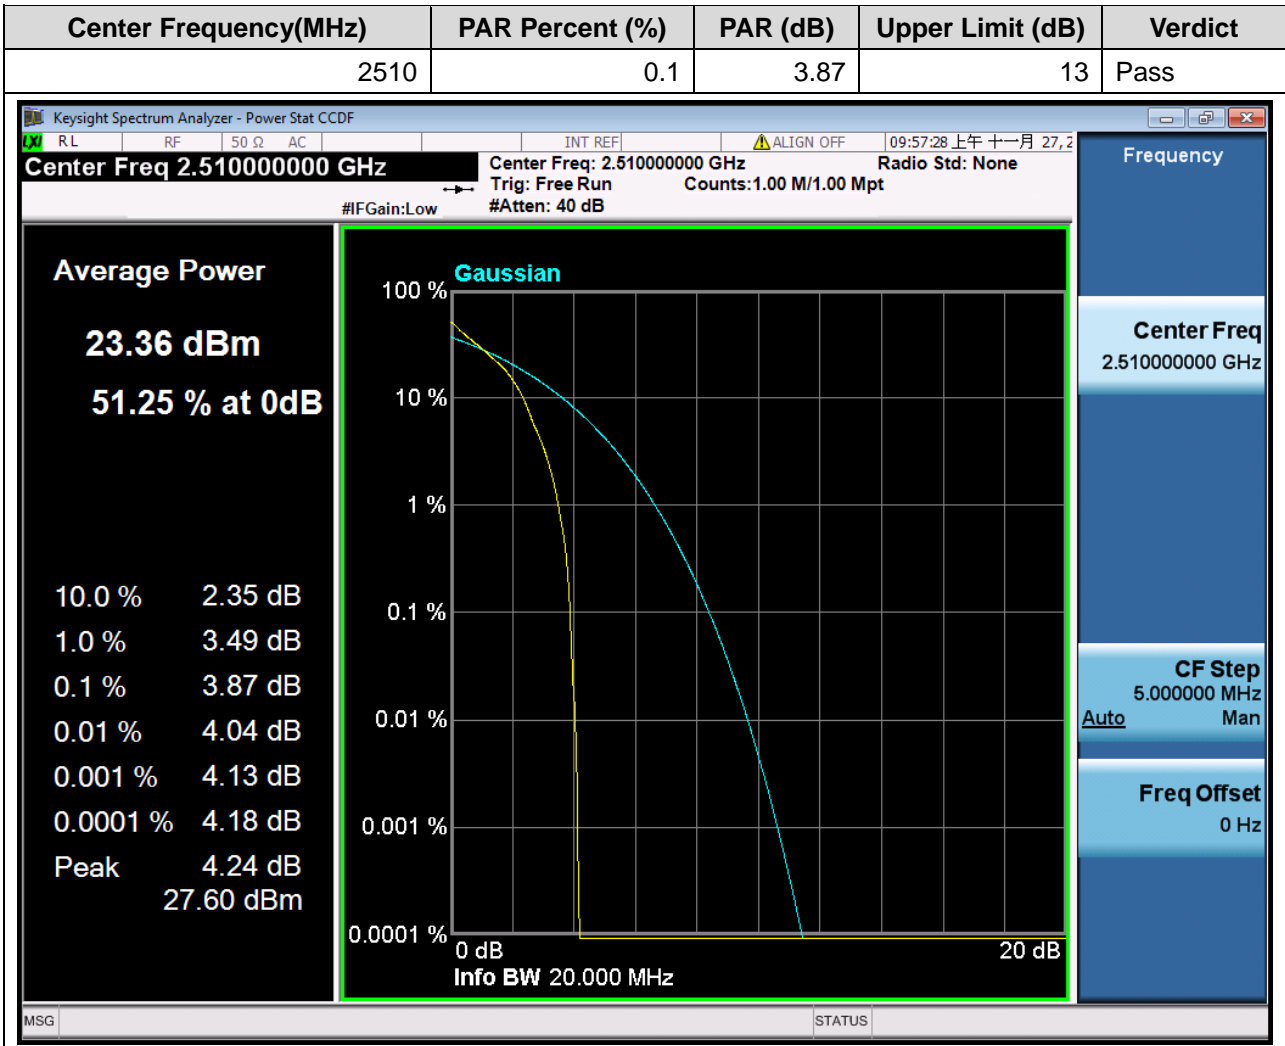 Center Frequency(MHz) PAR Percent (%) PAR (dB) Upper Limit (dB) Verdict
2510 0.1 3.87 13 Pass
Keysight Spectrum Analyzer - Power Stat CCDF
LXI RL RF 50 Ω AC INT REF ALIGN OFF 09:57:28 上午 十一月 27, 2
Center Freq 2.510000000 GHz
Center Freq: 2.510000000 GHz Radio Std: None
Trig: Free Run Counts:1.00 M/1.00 Mpt
#IFGain:Low #Atten: 40 dB
Frequency
Average Power
23.36 dBm
51.25 % at 0dB
10.0 % 2.35 dB
1.0 % 3.49 dB
0.1 % 3.87 dB
0.01 % 4.04 dB
0.001 % 4.13 dB
0.0001 % 4.18 dB
Peak 4.24 dB
27.60 dBm
Gaussian
100 %
10 %
1 %
0.1 %
0.01 %
0.001 %
0.0001 %
0 dB 20 dB
Info BW 20.000 MHz
Center Freq
2.510000000 GHz
CF Step
5.000000 MHz
Auto Man
Freq Offset
0 Hz
MSG STATUS